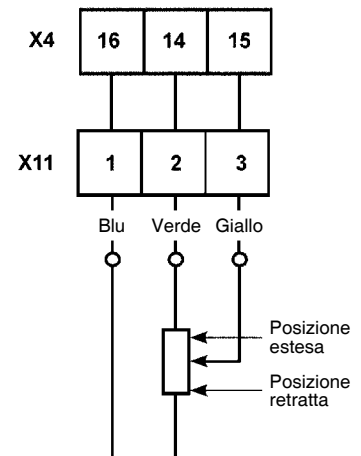 X4 16 14 15
X11 1 2 3
Blu Verde Giallo
Posizione
estesa
Posizione
retratta